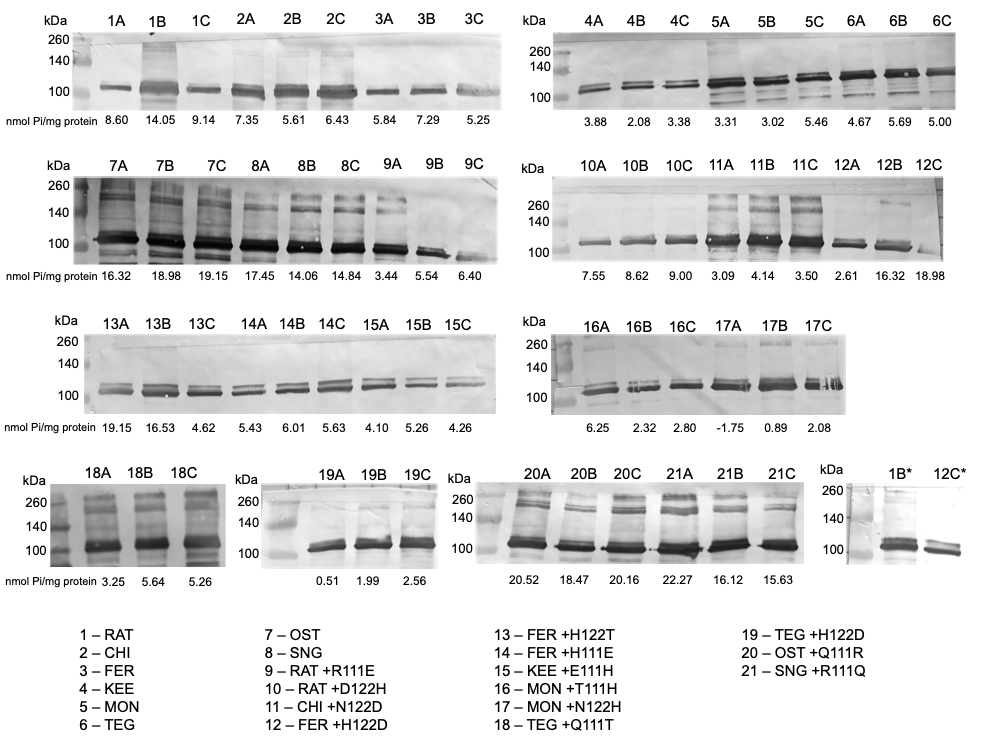 kDa 1A 1B 1C 2A 2B 2C 3A 3B 3C
260
140
100
nmol Pi/mg protein 8.60 14.05 9.14 7.35 5.61 6.43 5.84 7.29 5.25
kDa 4A 4B 4C 5A 5B 5C 6A 6B 6C
260
140
100
3.88 2.08 3.38 3.31 3.02 5.46 4.67 5.69 5.00
kDa 7A 7B 7C 8A 8B 8C 9A 9B 9C
260
140
100
nmol Pi/mg protein 16.32 18.98 19.15 17.45 14.06 14.84 3.44 5.54 6.40
kDa 10A 10B 10C 11A 11B 11C 12A 12B 12C
260
140
100
7.55 8.62 9.00 3.09 4.14 3.50 2.61 16.32 18.98
kDa 13A 13B 13C 14A 14B 14C 15A 15B 15C
260
140
100
nmol Pi/mg protein 19.15 16.53 4.62 5.43 6.01 5.63 4.10 5.26 4.26
kDa 16A 16B 16C 17A 17B 17C
260
140
100
6.25 2.32 2.80 -1.75 0.89 2.08
kDa 18A 18B 18C
260
140
100
nmol Pi/mg protein 3.25 5.64 5.26
kDa 19A 19B 19C
260
140
100
0.51 1.99 2.56
kDa 20A 20B 20C 21A 21B 21C
260
140
100
20.52 18.47 20.16 22.27 16.12 15.63
kDa 1B* 12C*
260
140
100
1 – RAT
2 – CHI
3 – FER
4 – KEE
5 – MON
6 – TEG
7 – OST
8 – SNG
9 – RAT +R111E
10 – RAT +D122H
11 – CHI +N122D
12 – FER +H122D
13 – FER +H122T
14 – FER +H111E
15 – KEE +E111H
16 – MON +T111H
17 – MON +N122H
18 – TEG +Q111T
19 – TEG +H122D
20 – OST +Q111R
21 – SNG +R111Q